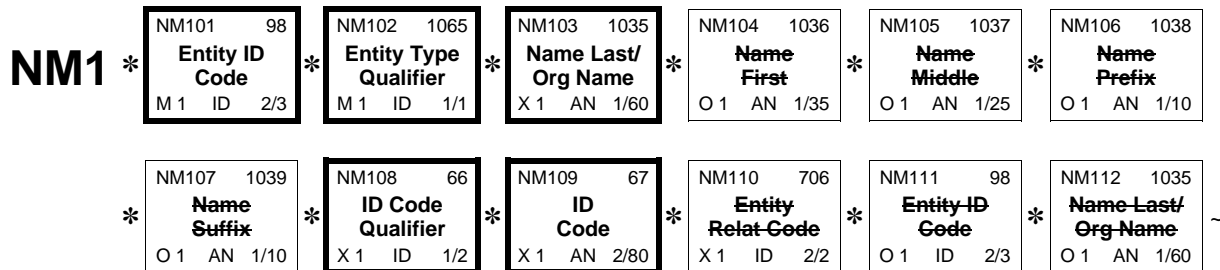 NM101 98 NM102 1065 NM103 1035 NM104 1036 NM105 1037 NM106 1038
NM1 * Entity ID * Entity Type * Name Last/ * Name * Name * Name
Code Qualifier Org Name First Middle Prefix
M 1 ID 2/3 M 1 ID 1/1 X 1 AN 1/60 O 1 AN 1/35 O 1 AN 1/25 O 1 AN 1/10
NM107 1039 NM108 66 NM109 67 NM110 706 NM111 98 NM112 1035
* Name * ID Code * ID * Entity * Entity ID * Name Last/ ~
Suffix Qualifier Code Relat Code Code Org Name
O 1 AN 1/10 X 1 ID 1/2 X 1 AN 2/80 X 1 ID 2/2 O 1 ID 2/3 O 1 AN 1/60